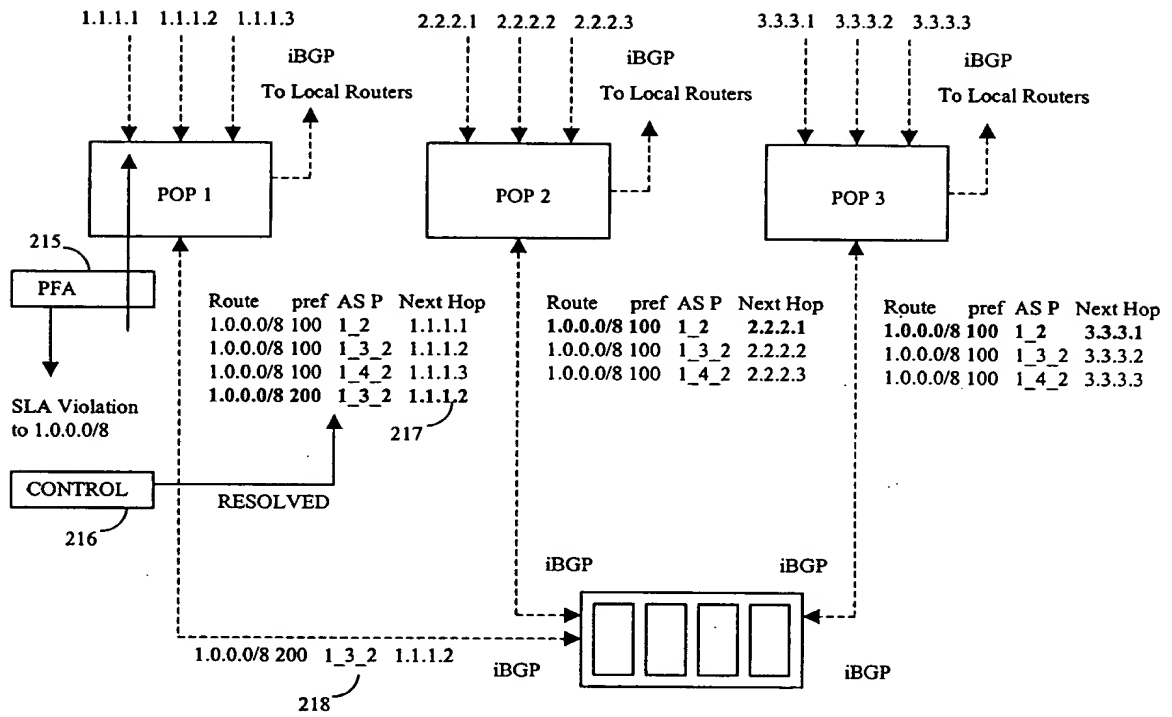 1.1.1.1 1.1.1.2 1.1.1.3
2.2.2.1 2.2.2.2 2.2.2.3
3.3.3.1 3.3.3.2 3.3.3.3
iBGP
To Local Routers
iBGP
To Local Routers
iBGP
To Local Routers
POP 1
POP 2
POP 3
215
PFA
SLA Violation
to 1.0.0.0/8
CONTROL
216
RESOLVED
Route pref AS P Next Hop
1.0.0.0/8 100 1_2 1.1.1.1
1.0.0.0/8 100 1_3_2 1.1.1.2
1.0.0.0/8 100 1_4_2 1.1.1.3
1.0.0.0/8 200 1_3_2 1.1.1.2
217
Route pref AS P Next Hop
1.0.0.0/8 100 1_2 2.2.2.1
1.0.0.0/8 100 1_3_2 2.2.2.2
1.0.0.0/8 100 1_4_2 2.2.2.3
Route pref AS P Next Hop
1.0.0.0/8 100 1_2 3.3.3.1
1.0.0.0/8 100 1_3_2 3.3.3.2
1.0.0.0/8 100 1_4_2 3.3.3.3
iBGP
iBGP
1.0.0.0/8 200 1_3_2 1.1.1.2
218
iBGP
iBGP